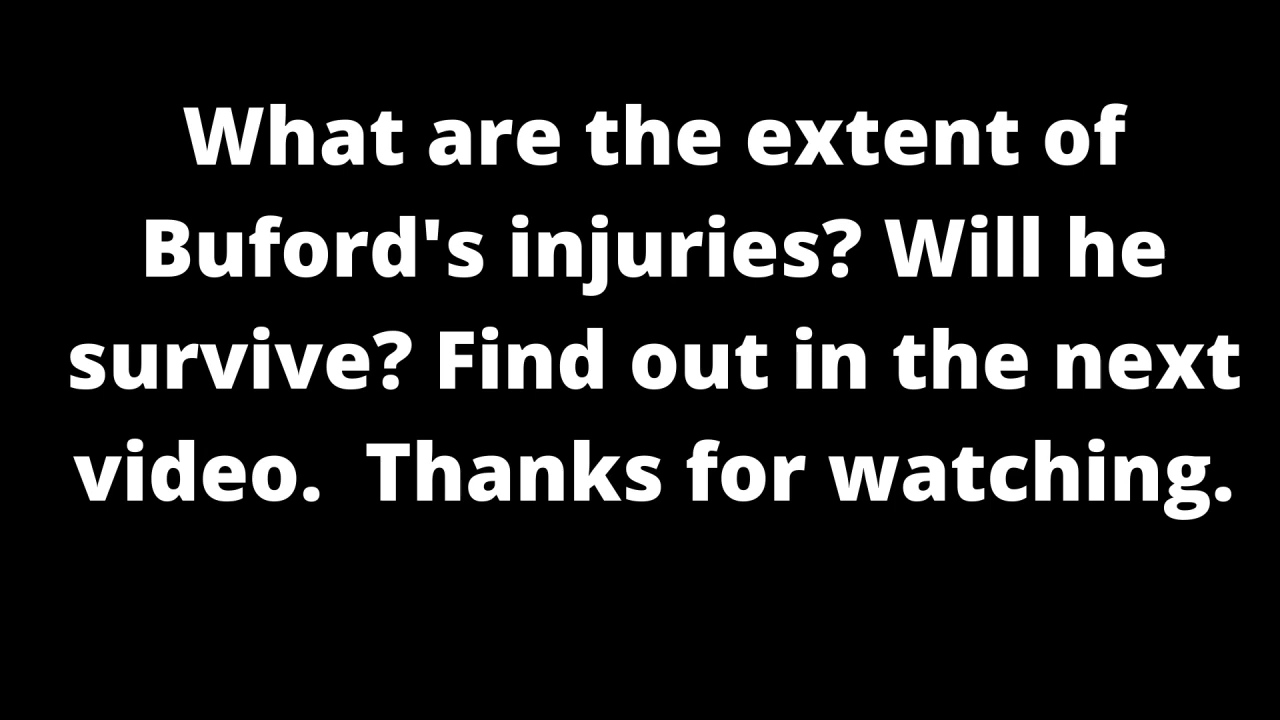 What are the extent of
Buford's injuries? Will he
survive? Find out in the next
video.  Thanks for watching.